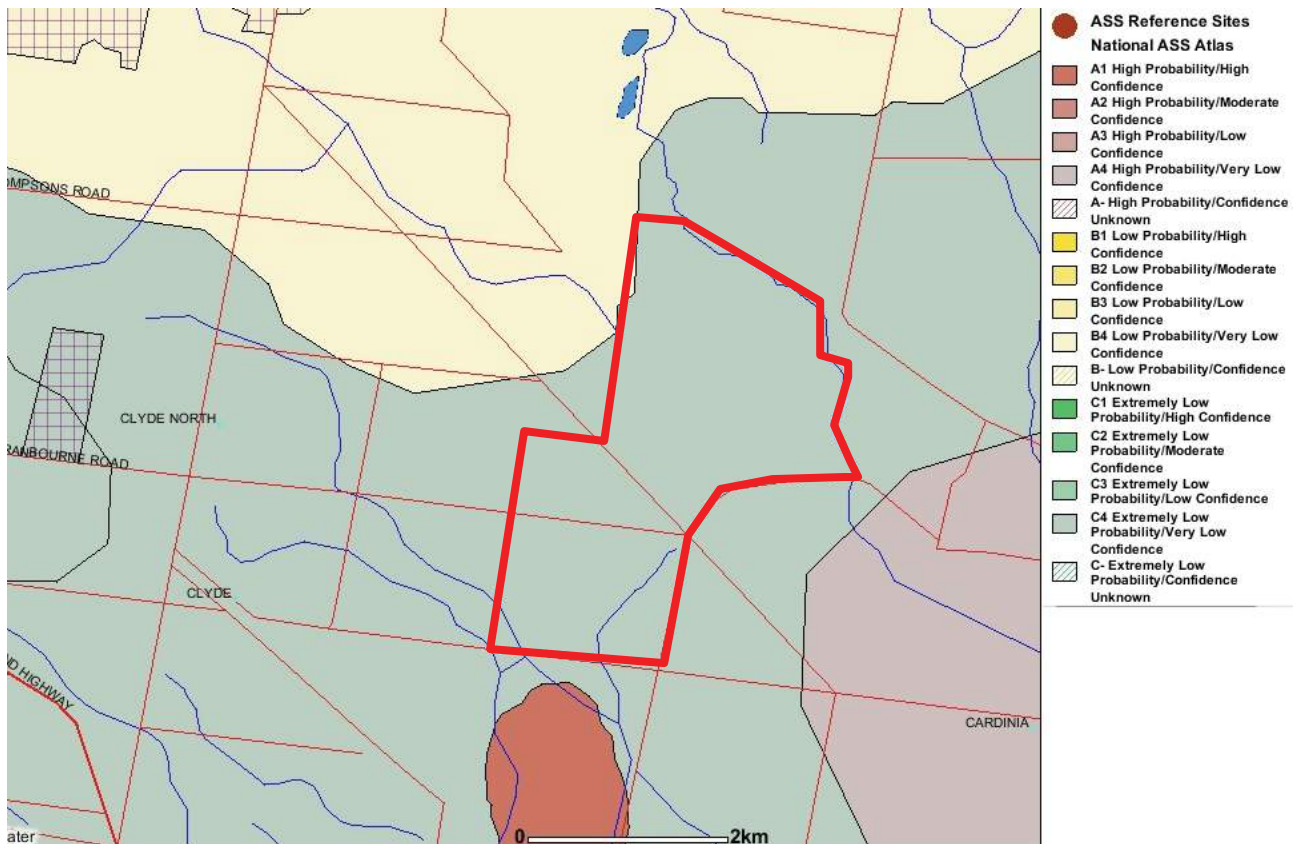 OMPSONS ROAD
CLYDE NORTH
RANBOURNE ROAD
CLYDE
ND HIGHWAY
CARDINIA
ater
0 2km
ASS Reference Sites
National ASS Atlas
A1 High Probability/High
Confidence
A2 High Probability/Moderate
Confidence
A3 High Probability/Low
Confidence
A4 High Probability/Very Low
Confidence
A- High Probability/Confidence
Unknown
B1 Low Probability/High
Confidence
B2 Low Probability/Moderate
Confidence
B3 Low Probability/Low
Confidence
B4 Low Probability/Very Low
Confidence
B- Low Probability/Confidence
Unknown
C1 Extremely Low
Probability/High Confidence
C2 Extremely Low
Probability/Moderate
Confidence
C3 Extremely Low
Probability/Low Confidence
C4 Extremely Low
Probability/Very Low
Confidence
C- Extremely Low
Probability/Confidence
Unknown